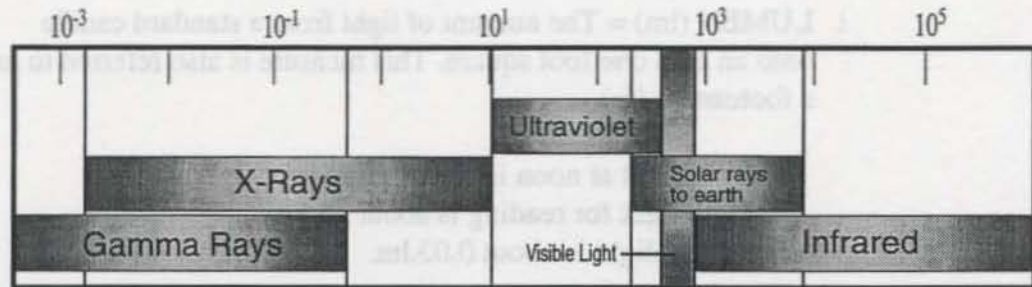 10⁻³ 10⁻¹ 10¹ 10³ 10⁵
Ultraviolet
X-Rays
Solar rays
to earth
Gamma Rays
Visible Light
Infrared